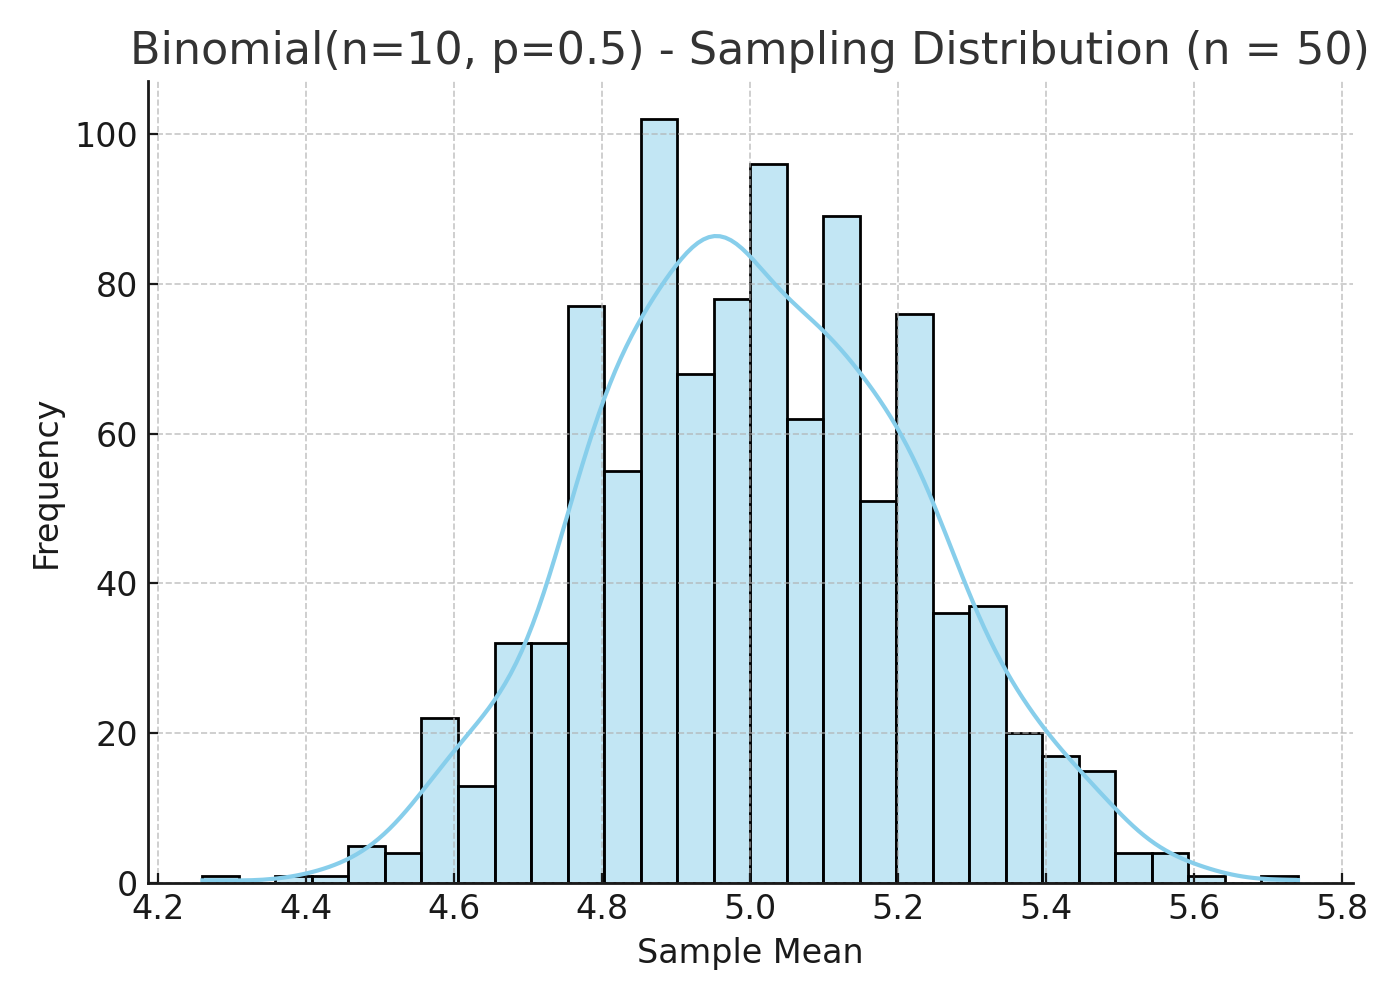 Binomial(n=10, p=0.5) - Sampling Distribution (n = 50)
100
80
60
40
20
0
Frequency
4.2 4.4 4.6 4.8 5.0 5.2 5.4 5.6 5.8
Sample Mean